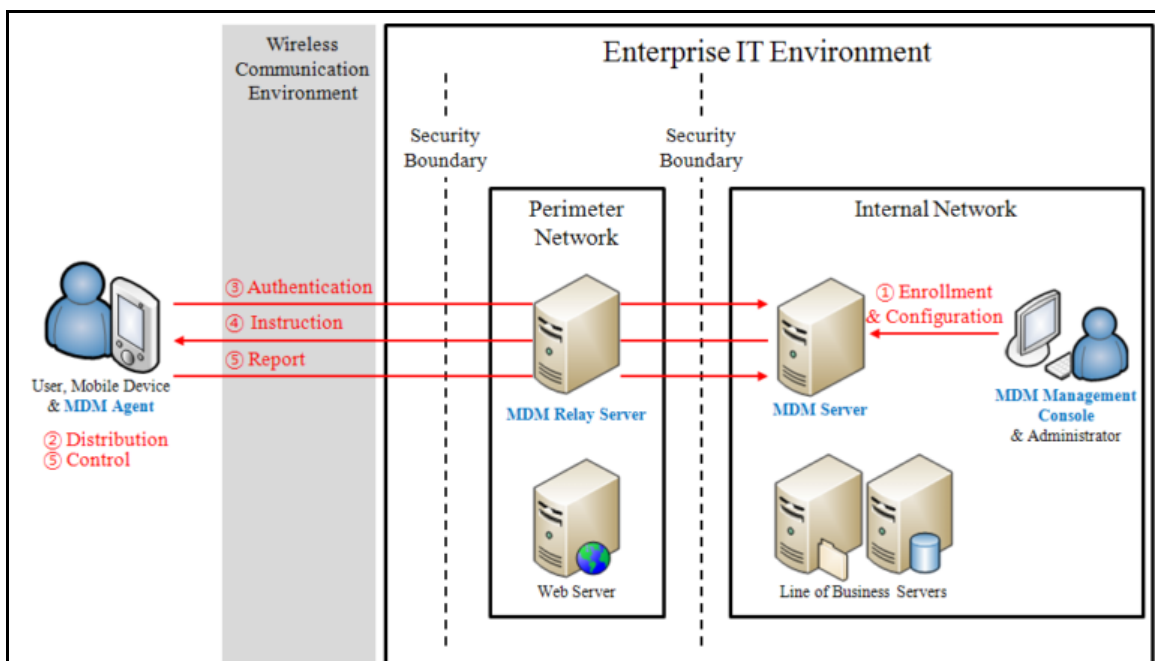 Wireless
Communication
Environment
Enterprise IT Environment
Security
Boundary
Security
Boundary
Perimeter
Network
Internal Network
③ Authentication
④ Instruction
⑤ Report
① Enrollment
& Configuration
User, Mobile Device
& MDM Agent
② Distribution
⑤ Control
MDM Relay Server
MDM Server
MDM Management
Console
& Administrator
Web Server
Line of Business Servers